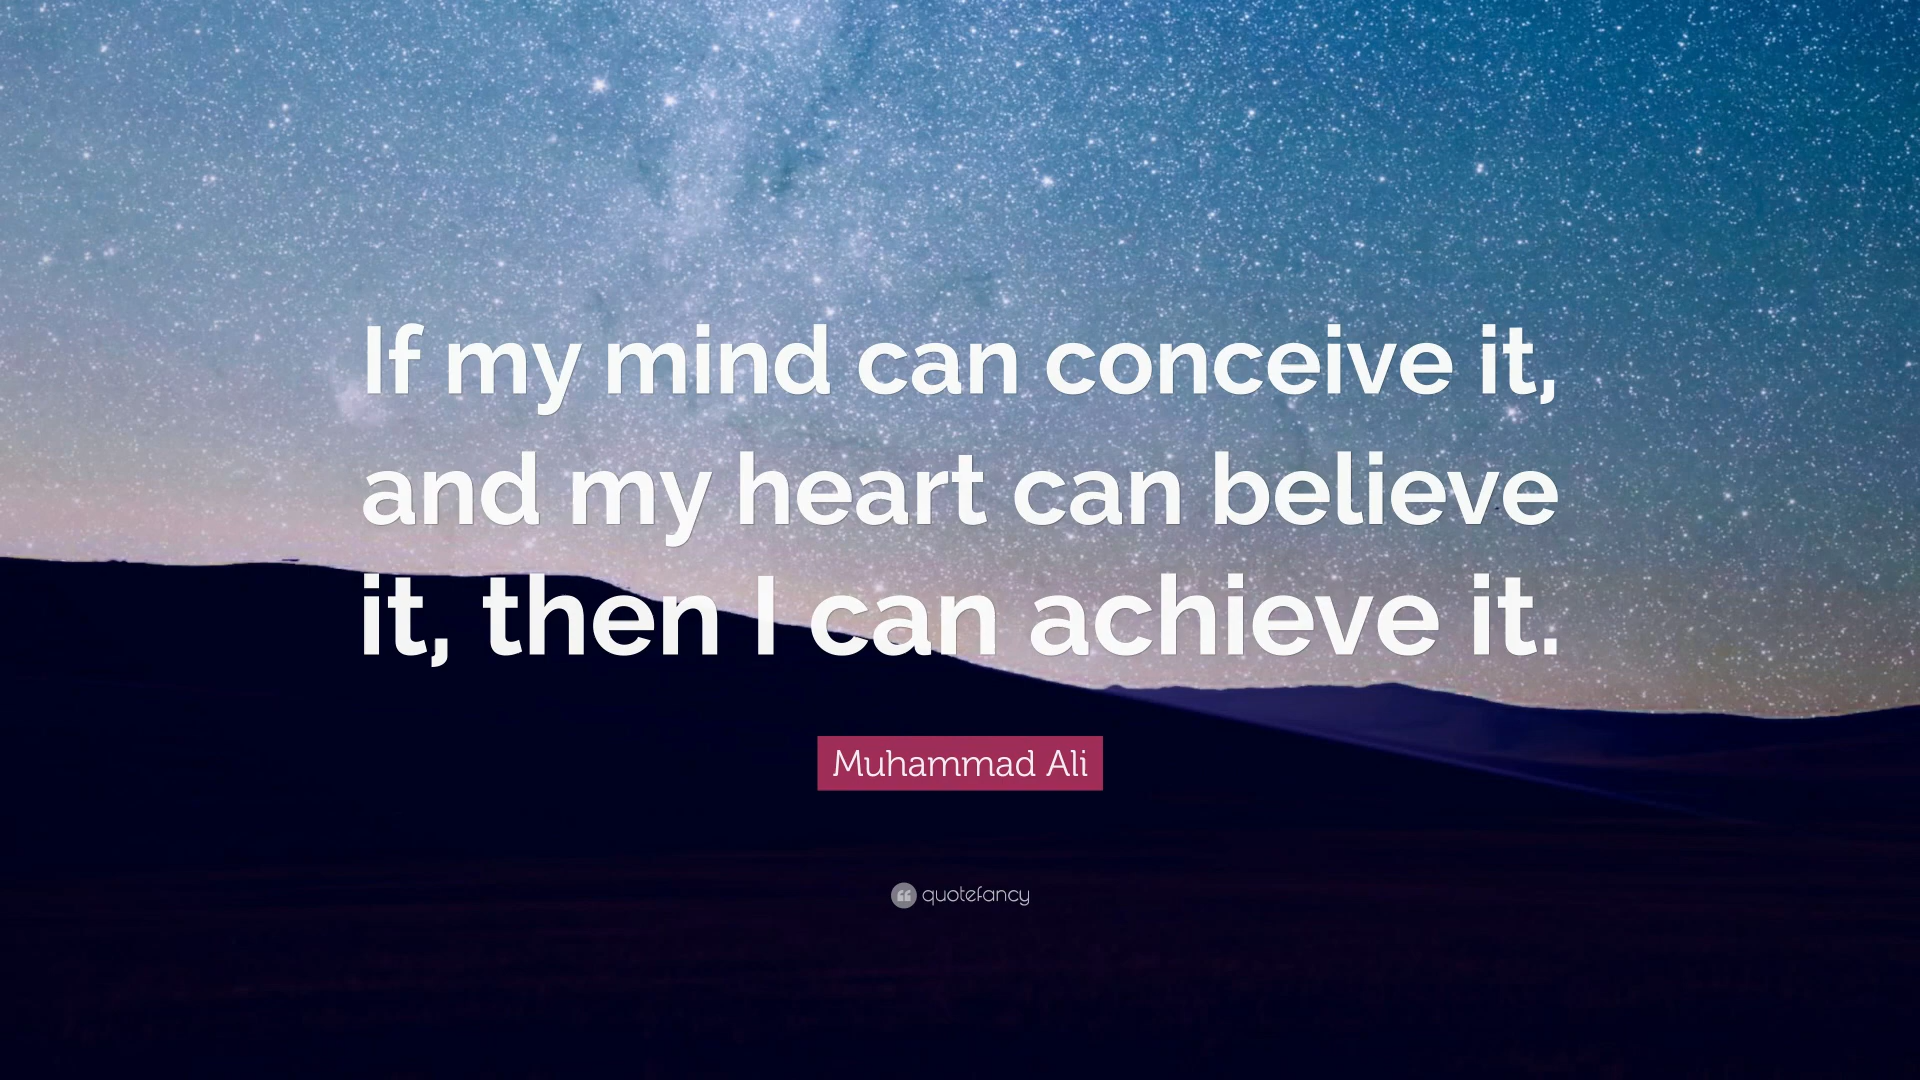 If my mind can conceive it,
and my heart can believe
it, then I can achieve it.
Muhammad Ali
quotefancy